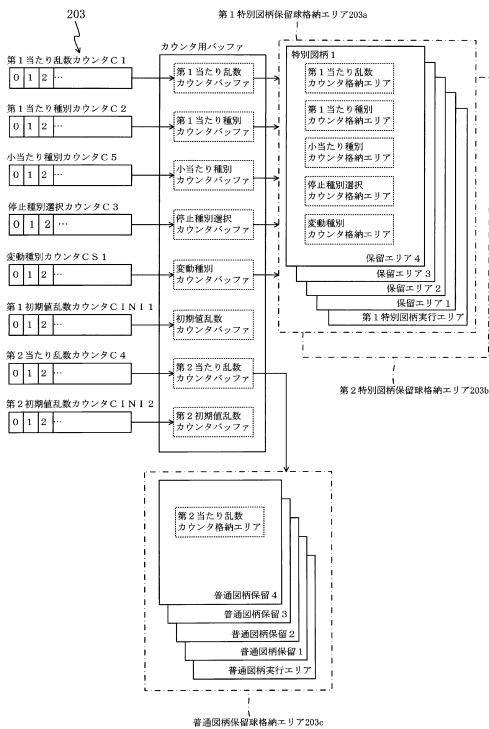 203
第1特別図柄保留球格納エリア203a
カウンタ用バッファ
第1当たり乱数カウンタC1
0 1 2 …
第1当たり乱数
カウンタバッファ
第1当たり種別カウンタC2
0 1 2 …
第1当たり種別
カウンタバッファ
小当たり種別カウンタC5
0 1 2 …
小当たり種別
カウンタバッファ
停止種別選択カウンタC3
0 1 2 …
停止種別選択
カウンタバッファ
変動種別カウンタCS1
0 1 2 …
変動種別
カウンタバッファ
第1初期値乱数カウンタCINI1
0 1 2 …
初期値乱数
カウンタバッファ
第2当たり乱数カウンタC4
0 1 2 …
第2当たり乱数
カウンタバッファ
第2初期値乱数カウンタCINI2
0 1 2 …
第2初期値乱数
カウンタバッファ
特別図柄1
第1当たり乱数
カウンタ格納エリア
第1当たり種別
カウンタ格納エリア
小当たり種別
カウンタ格納エリア
停止種別選択
カウンタ格納エリア
変動種別
カウンタ格納エリア
保留エリア4
保留エリア3
保留エリア2
保留エリア1
第1特別図柄実行エリア
第2特別図柄保留球格納エリア203b
第2当たり乱数
カウンタ格納エリア
普通図柄保留4
普通図柄保留3
普通図柄保留2
普通図柄保留1
普通図柄実行エリア
普通図柄保留球格納エリア203c